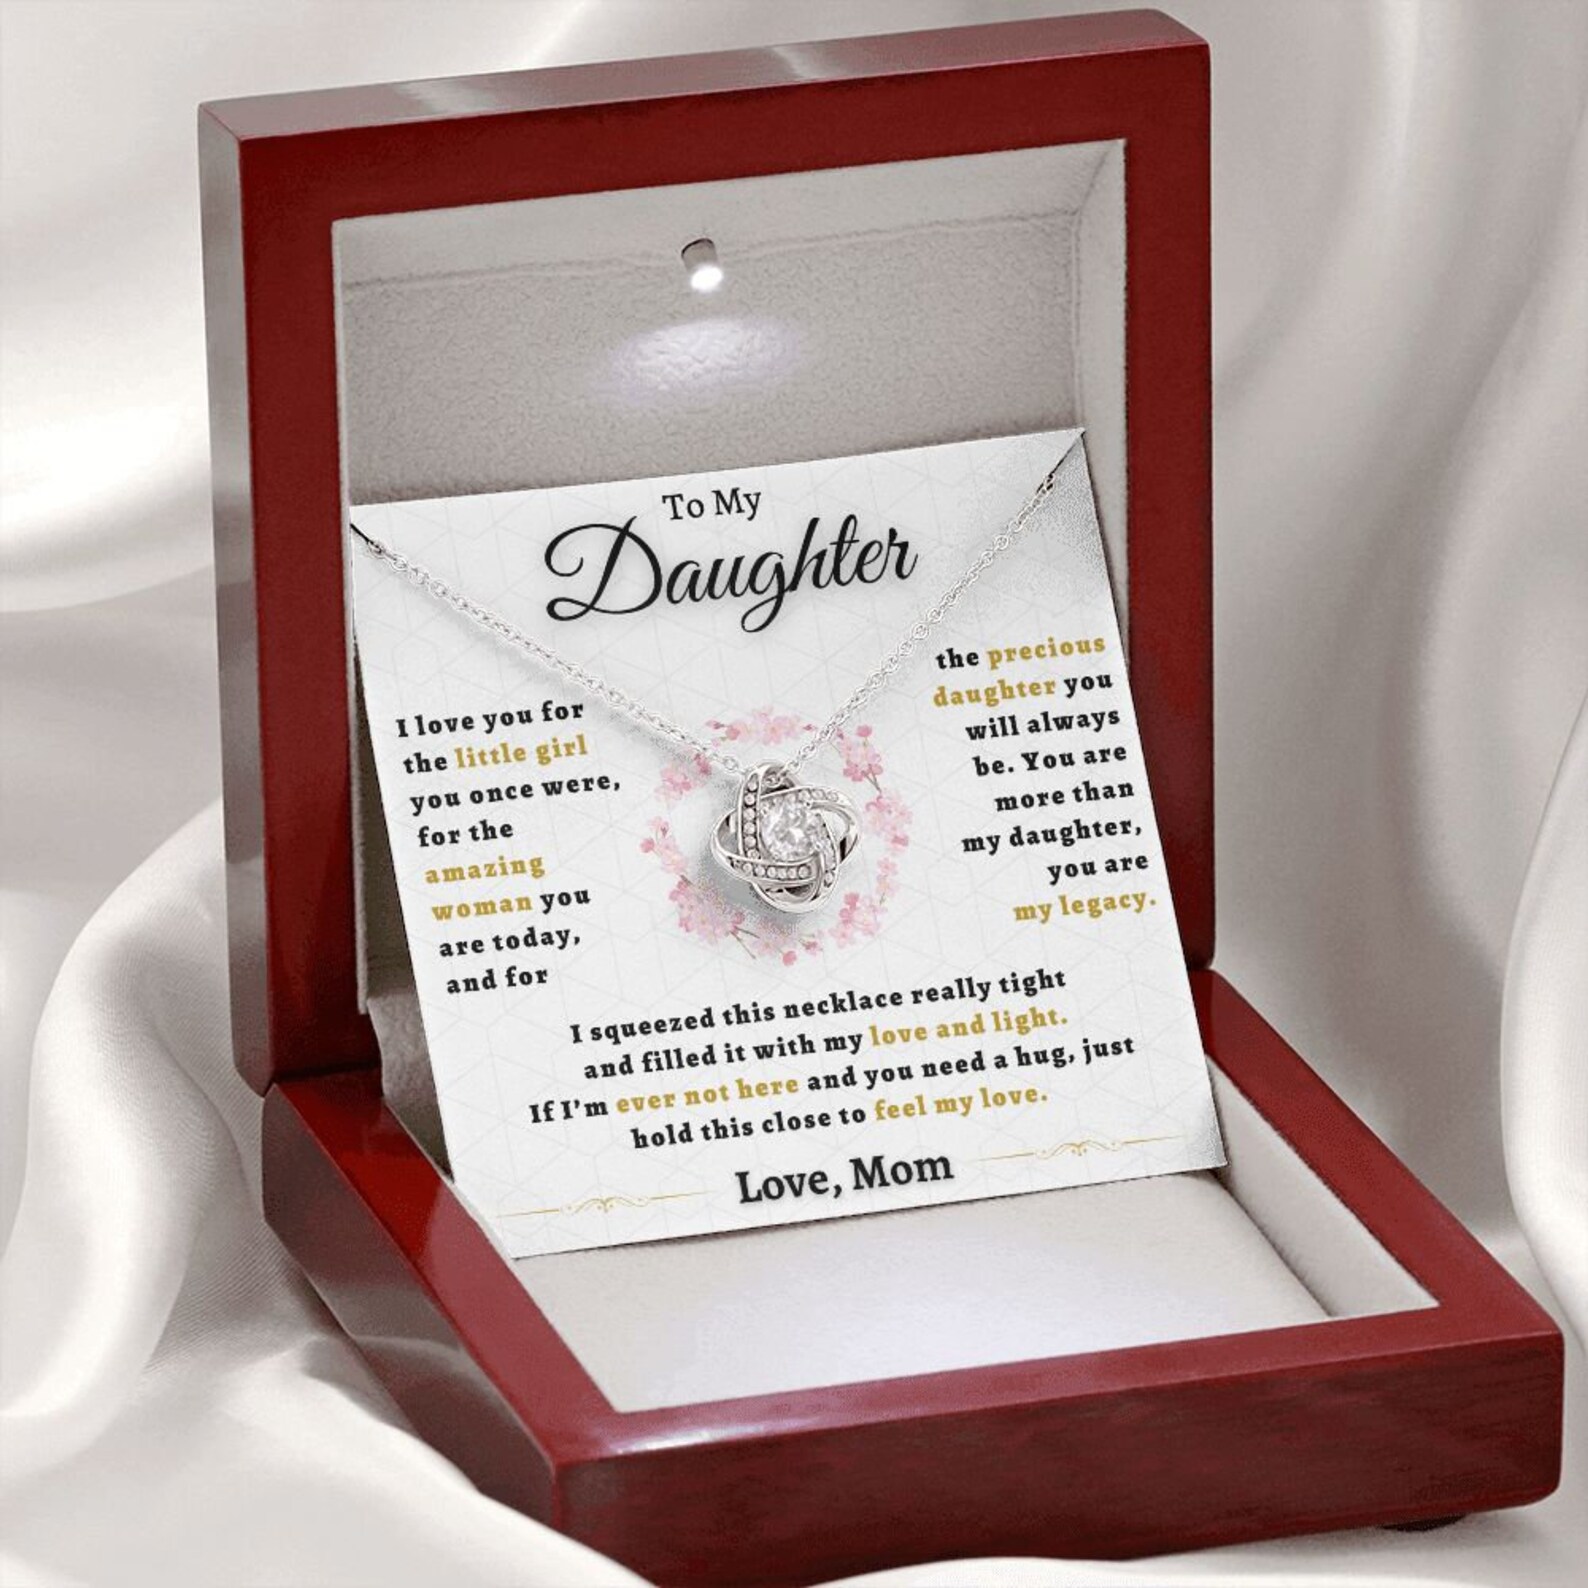 To My
Daughter
I love you for
the little girl
you once were,
for the
amazing
woman you
are today,
and for
the precious
daughter you
will always
be. You are
more than
my daughter,
you are
my legacy.
I squeezed this necklace really tight
and filled it with my love and light.
If I'm ever not here and you need a hug, just
hold this close to feel my love.
Love, Mom